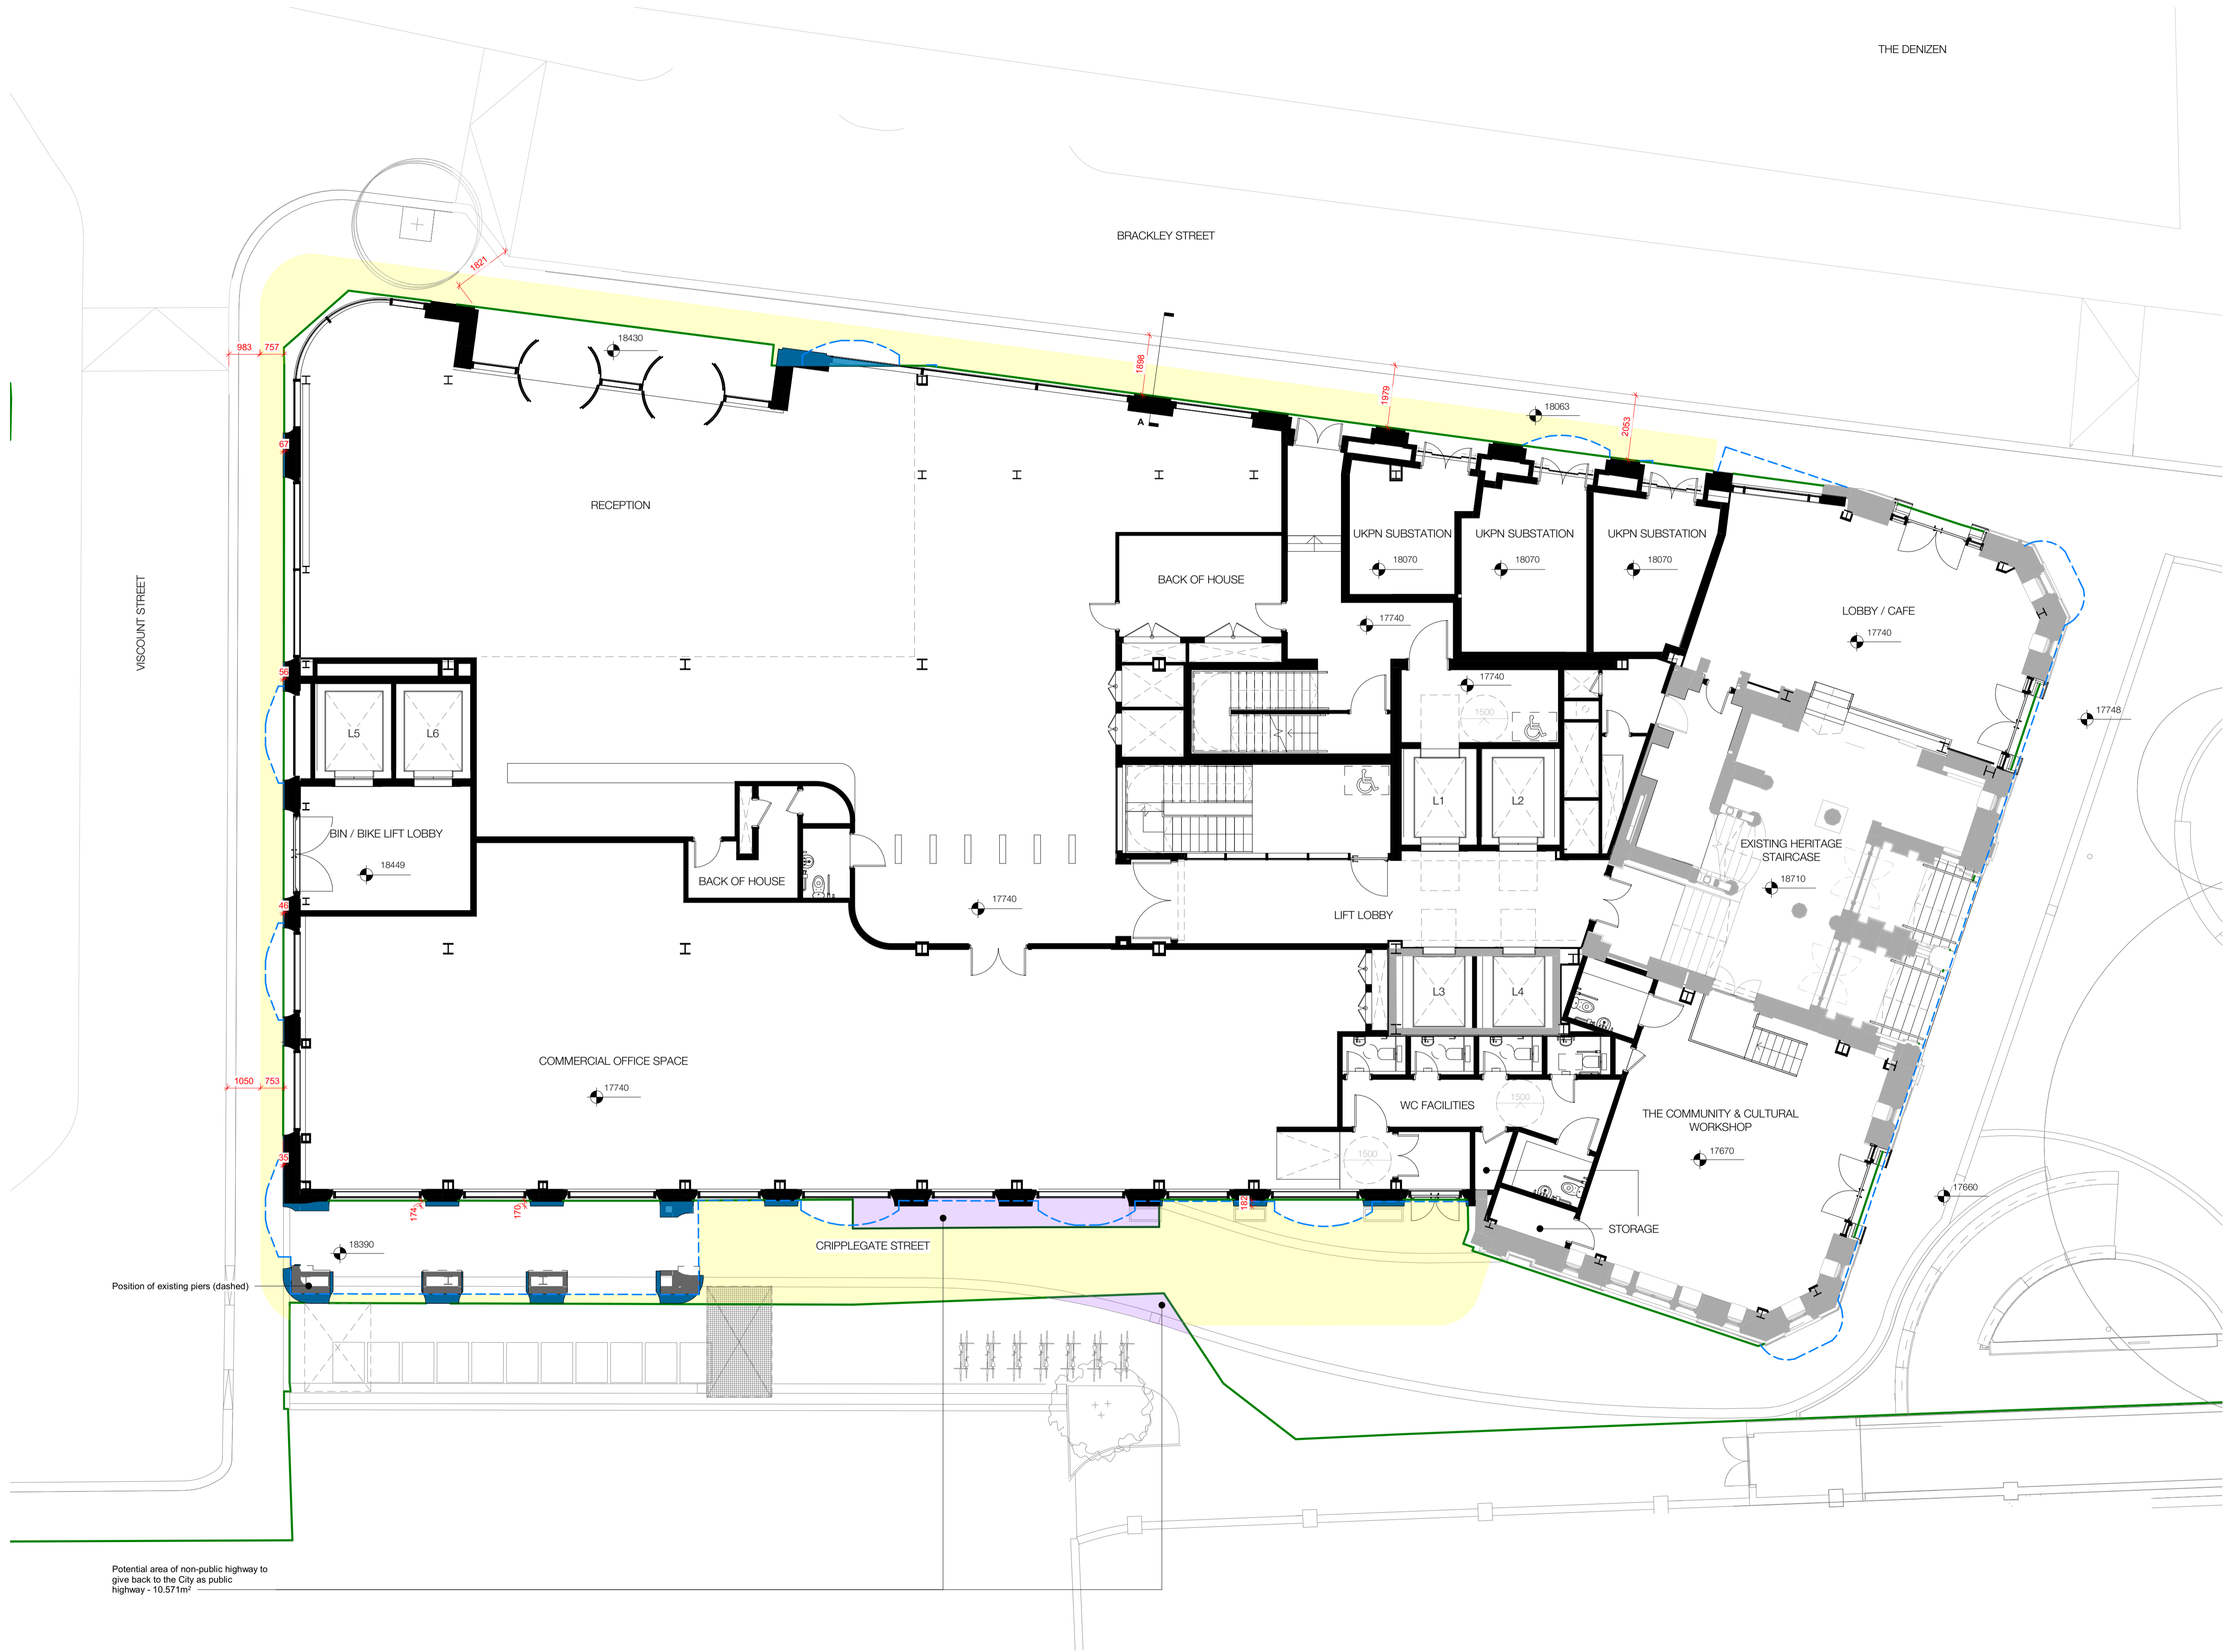 THE DENIZEN
BRACKLEY STREET
1821
18430
983
757
1898
1979
2053
18063
A
67
RECEPTION
UKPN SUBSTATION
UKPN SUBSTATION
UKPN SUBSTATION
18070
18070
18070
BACK OF HOUSE
VISCOUNT STREET
LOBBY / CAFE
17740
17740
56
17740
1500
17748
L5
L6
L1
L2
BIN / BIKE LIFT LOBBY
18449
EXISTING HERITAGE
STAIRCASE
18710
BACK OF HOUSE
46
17740
LIFT LOBBY
L3
L4
COMMERCIAL OFFICE SPACE
17740
1050
753
WC FACILITIES
1500
THE COMMUNITY & CULTURAL
WORKSHOP
17670
1500
35
174
170
182
17660
STORAGE
CRIPPLEGATE STREET
18390
Position of existing piers (dashed)
Potential area of non-public highway to
give back to the City as public
highway - 10.571m²